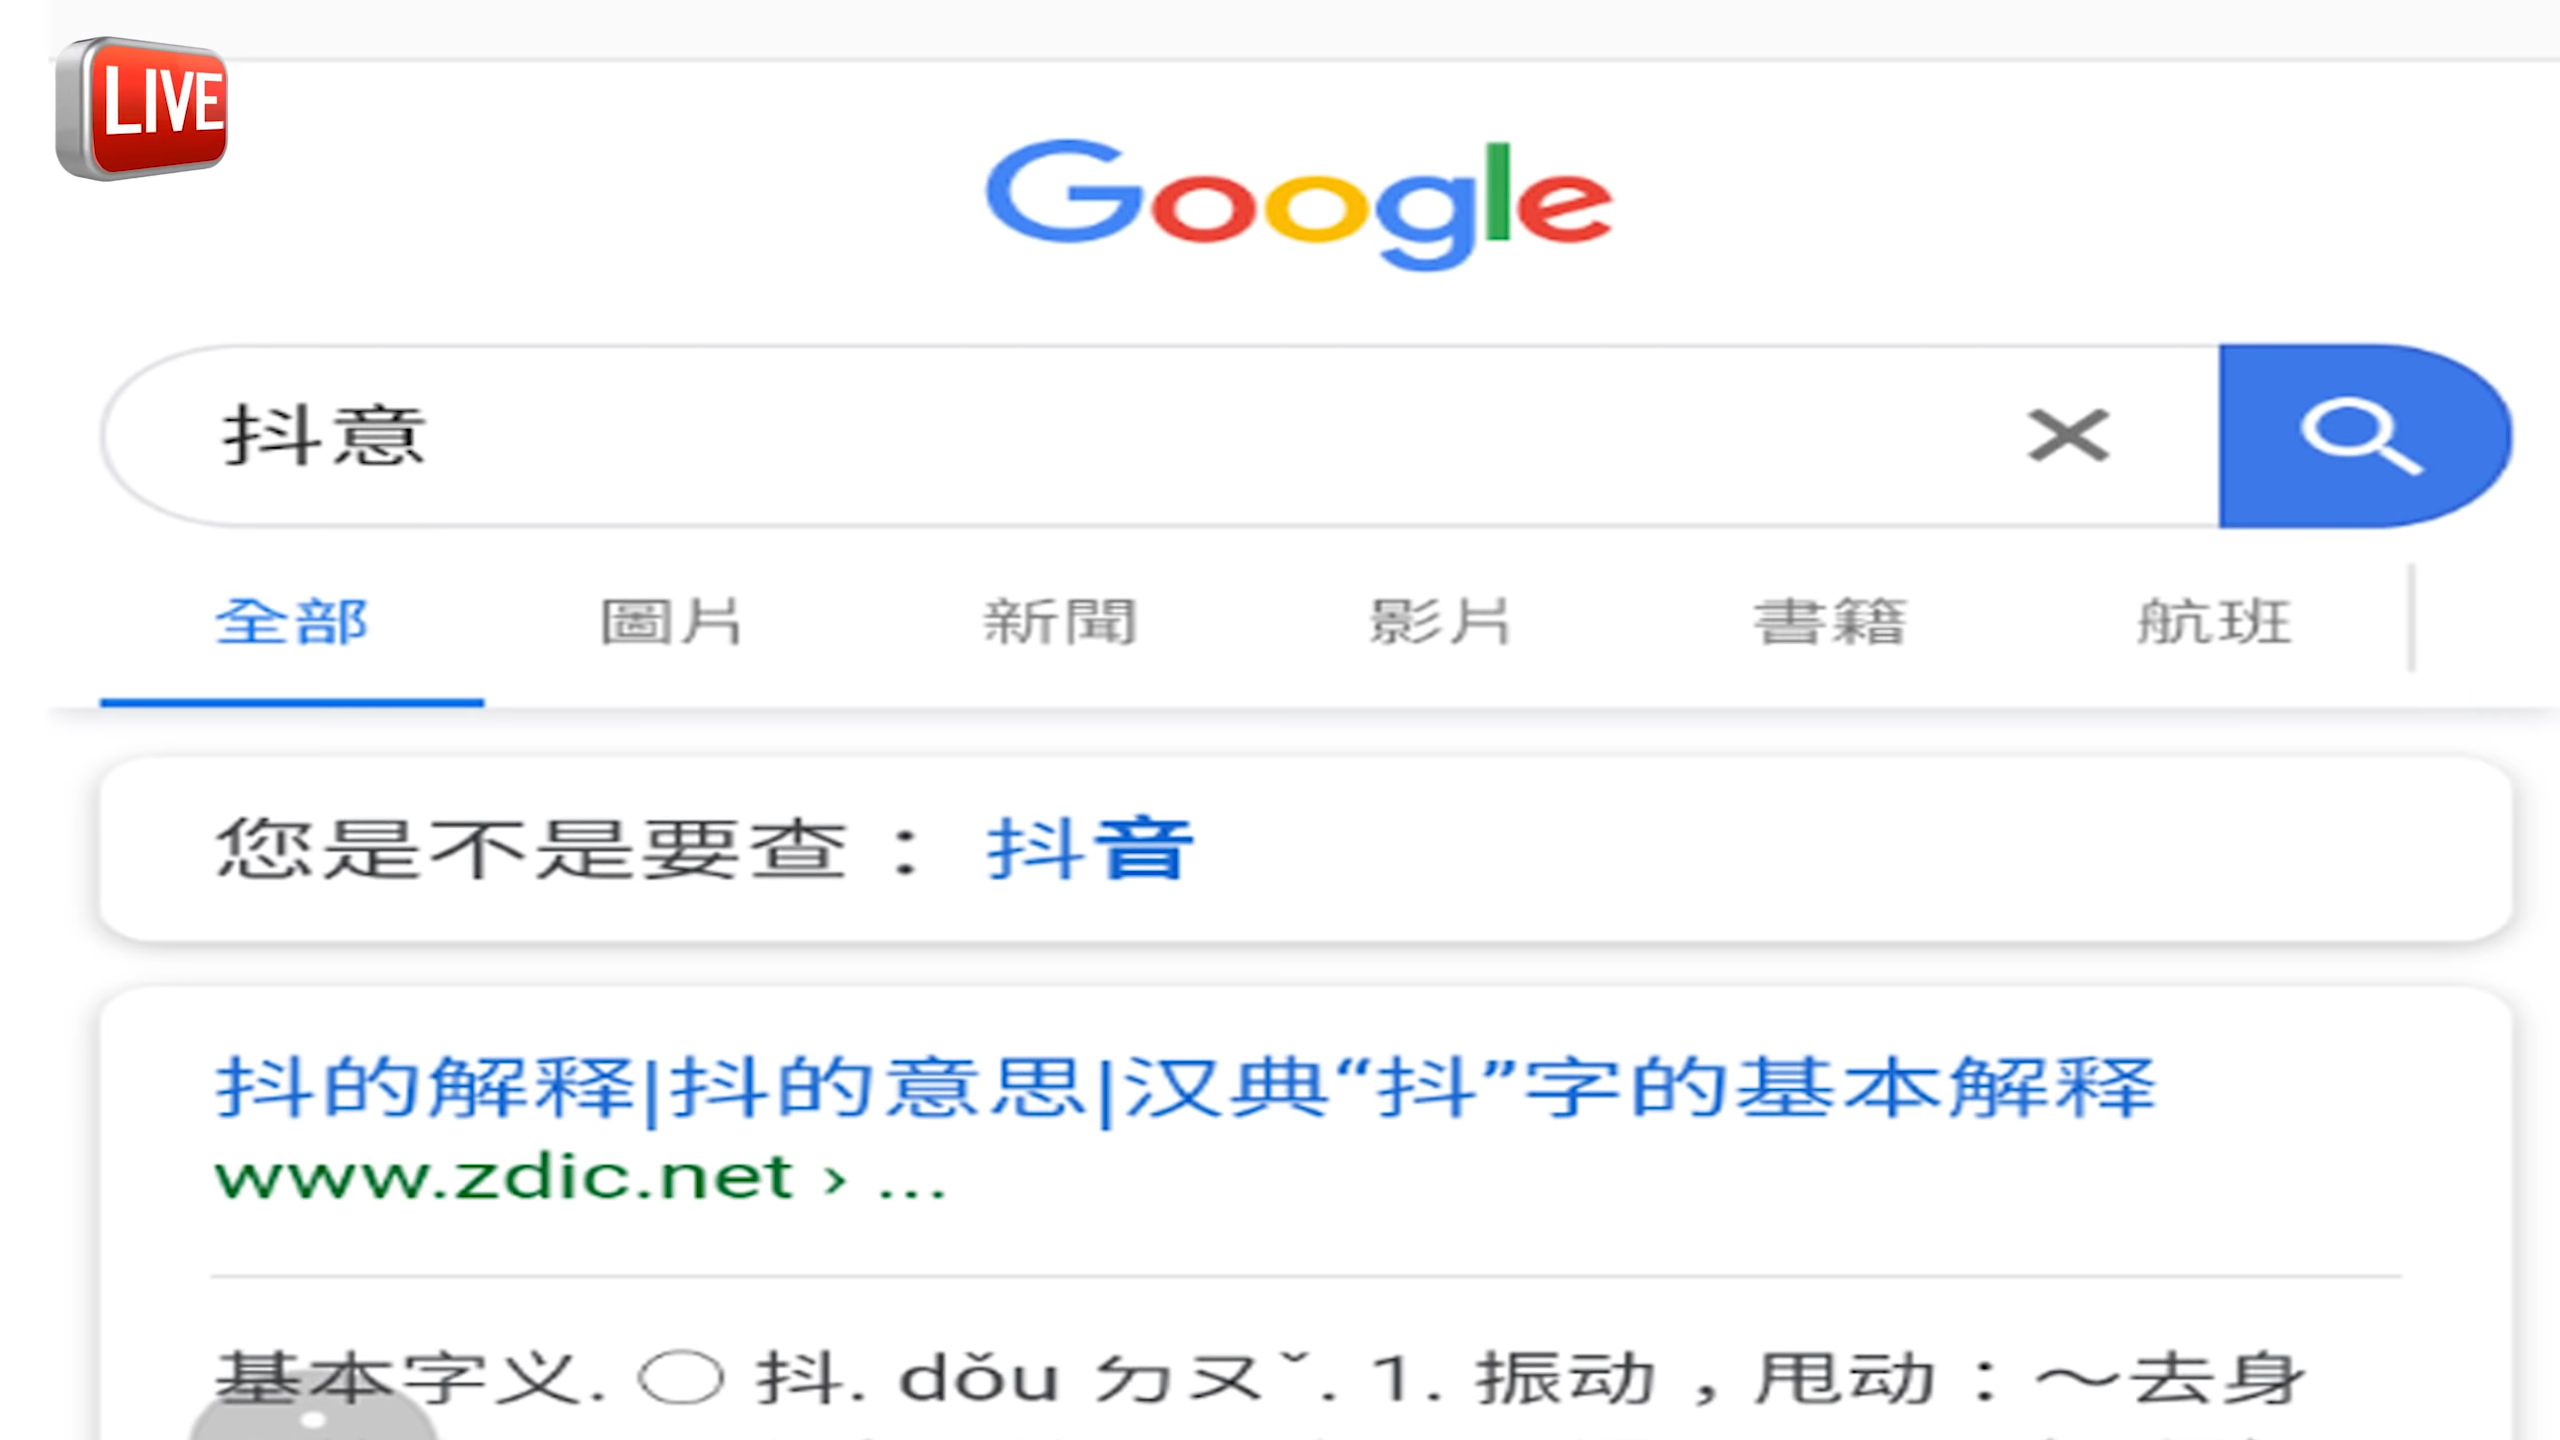 LIVE
Google
抖意
全部 圖片 新聞 影片 書籍 航班
您是不是要查： 抖音
抖的解释|抖的意思|汉典“抖”字的基本解释
www.zdic.net › ...
基本字义. ○ 抖. dǒu ㄉㄡˇ. 1. 振动，甩动：～去身